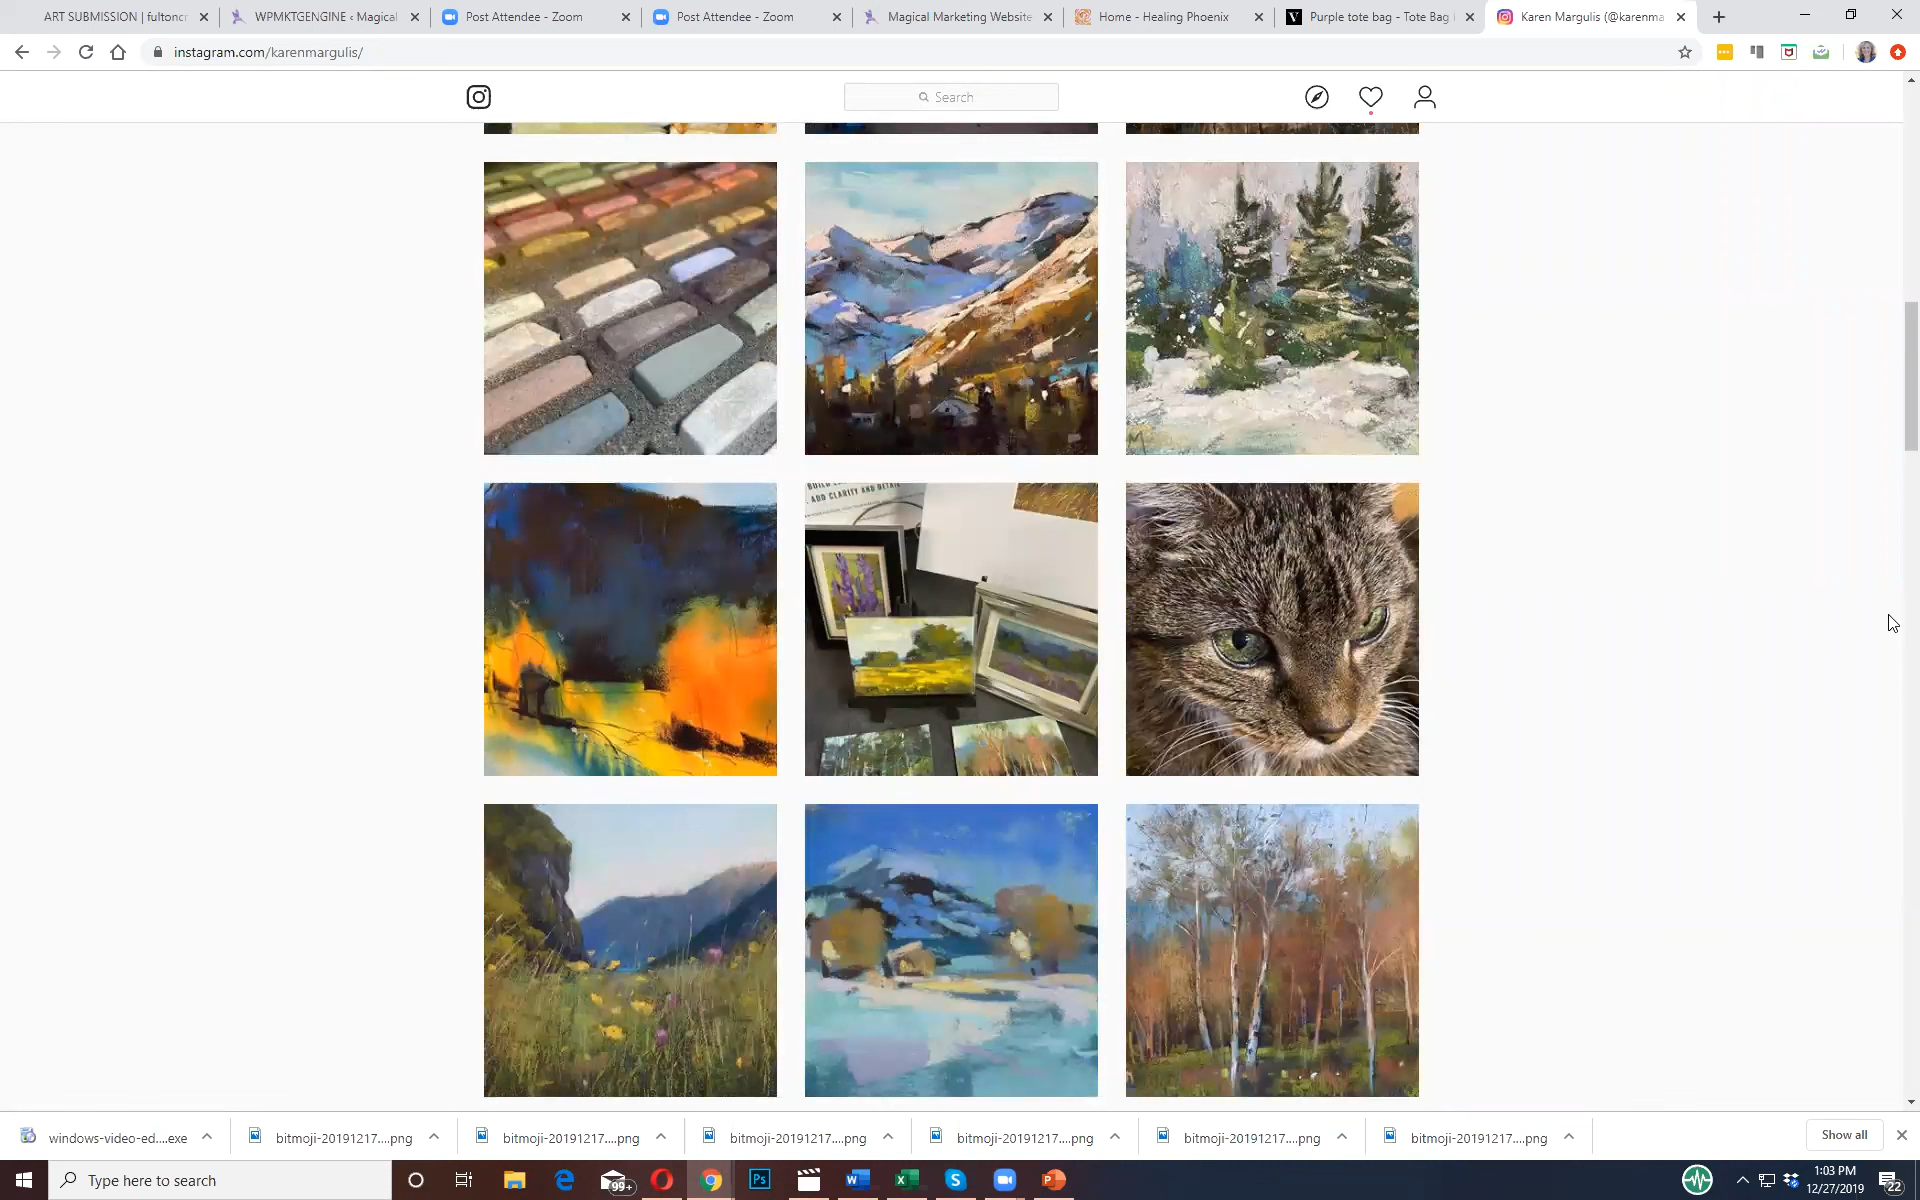 ART SUBMISSION | fultoncr
WPMKTGENGINE ‹ Magical
Post Attendee - Zoom
Post Attendee - Zoom
Magical Marketing Website
Home - Healing Phoenix
Purple tote bag - Tote Bag
Karen Margulis (@karenma
instagram.com/karenmargulis/
Search
BUILD
. ADD CLARITY AND DETAIL
windows-video-ed....exe
bitmoji-20191217....png
bitmoji-20191217....png
bitmoji-20191217....png
bitmoji-20191217....png
bitmoji-20191217....png
bitmoji-20191217....png
Show all
Type here to search
99+
1:03 PM
12/27/2019
22